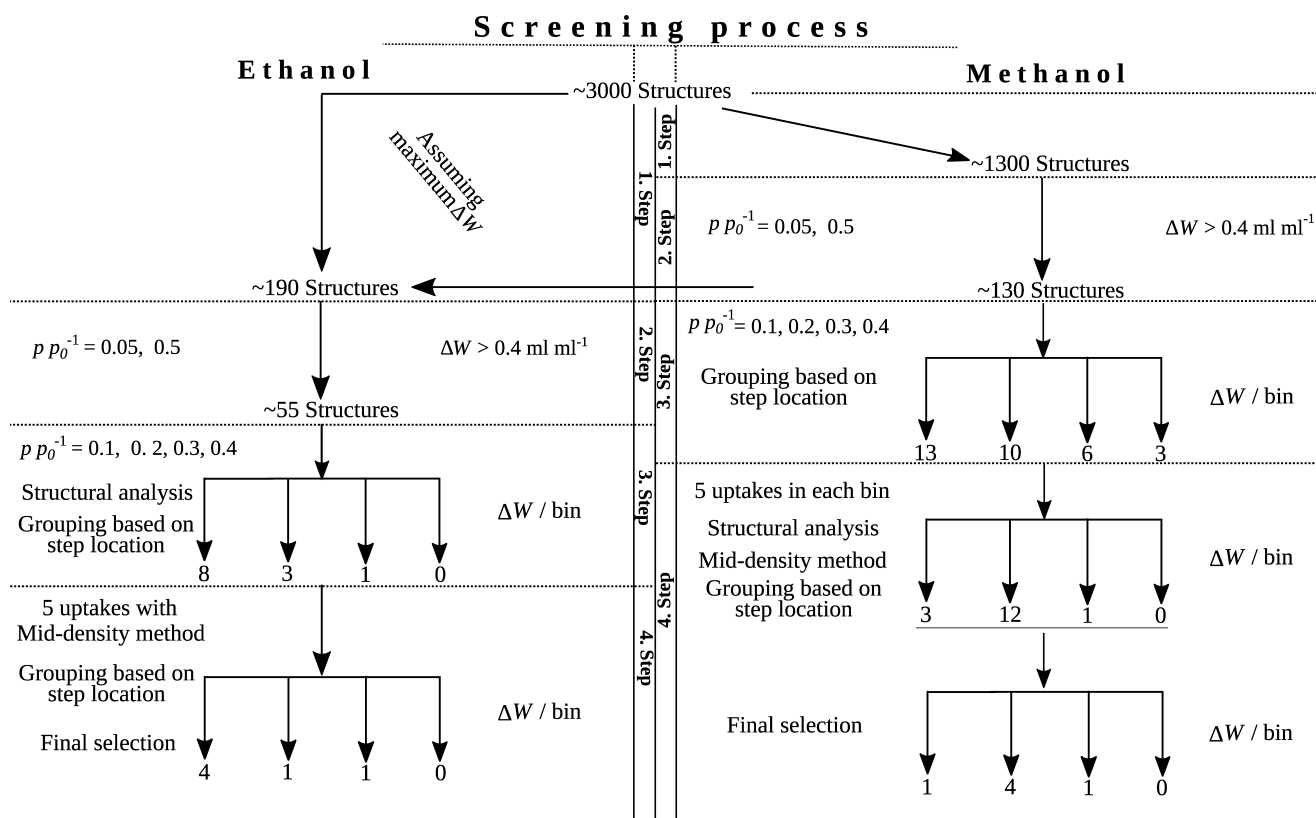 Screening process
Ethanol
Methanol
~3000 Structures
Assuming
maximum ΔW
1. Step
~1300 Structures
1. Step
2. Step
p p₀⁻¹ = 0.05, 0.5
ΔW > 0.4 ml ml⁻¹
~190 Structures
~130 Structures
p p₀⁻¹ = 0.05, 0.5
ΔW > 0.4 ml ml⁻¹
2. Step
3. Step
p p₀⁻¹ = 0.1, 0.2, 0.3, 0.4
Grouping based on
step location
ΔW / bin
13 10 6 3
~55 Structures
p p₀⁻¹ = 0.1, 0. 2, 0.3, 0.4
Structural analysis
Grouping based on
step location
ΔW / bin
8 3 1 0
3. Step
4. Step
5 uptakes in each bin
Structural analysis
Mid-density method
Grouping based on
step location
ΔW / bin
3 12 1 0
5 uptakes with
Mid-density method
Grouping based on
step location
Final selection
ΔW / bin
4 1 1 0
4. Step
Final selection
ΔW / bin
1 4 1 0